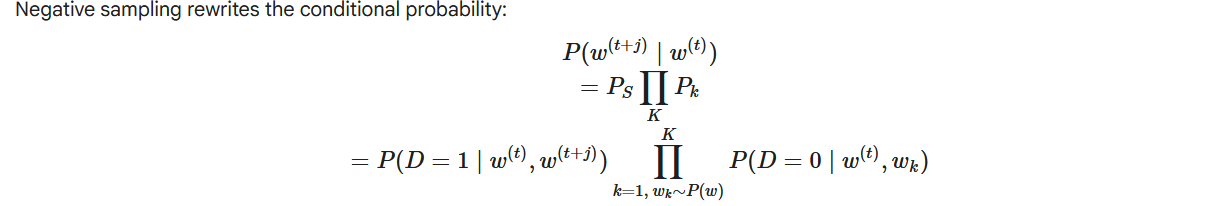 Negative sampling rewrites the conditional probability:
P(w^{(t+j)} | w^{(t)})
= P_S ∏_K P_k
= P(D = 1 | w^{(t)}, w^{(t+j)}) ∏_{k=1, w_k∼P(w)}^{K} P(D = 0 | w^{(t)}, w_k)